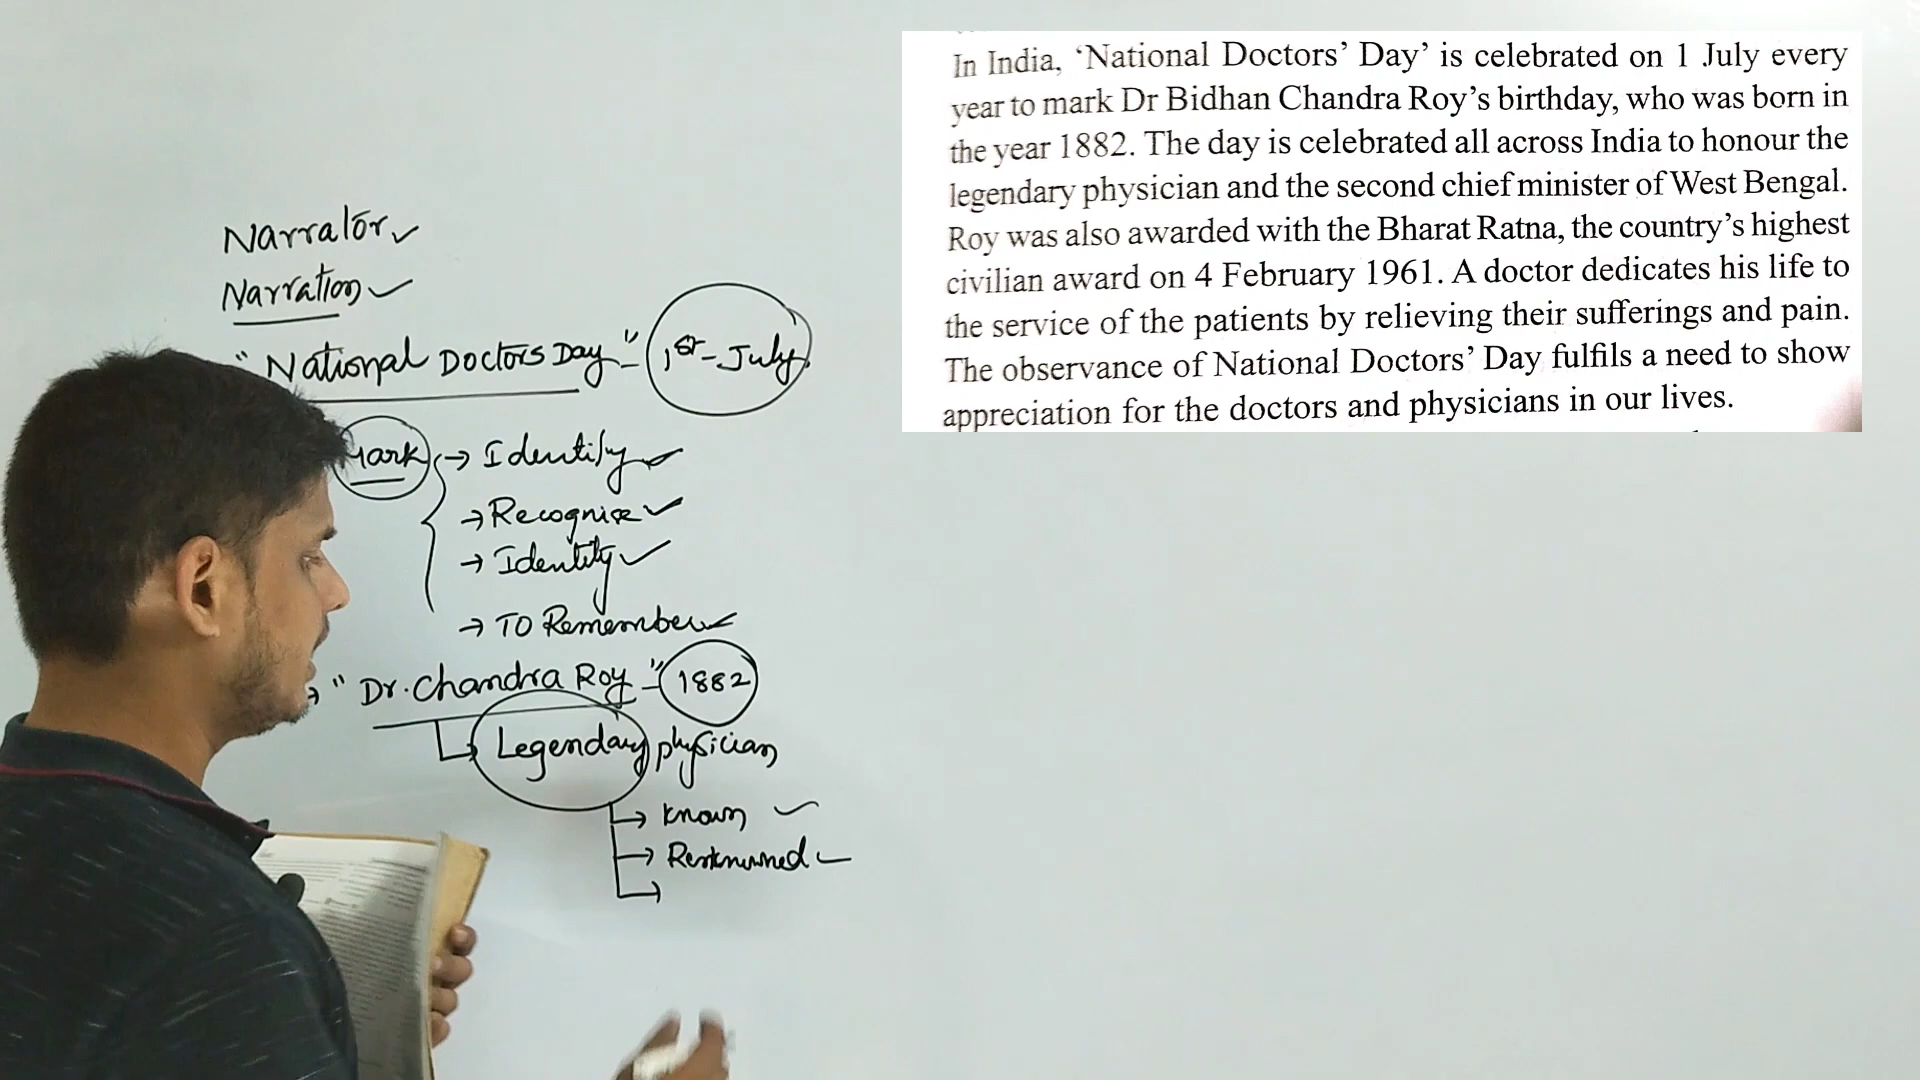 Narrator
Narration
"National Doctors Day" - 1st - July.
Mark → Identify
→ Recognise
→ Identity
→ TO Remember
→ "Dr. Chandra Roy" - 1882
Legendary physician
→ Known
→
In India, ‘National Doctors’ Day’ is celebrated on 1 July every
year to mark Dr Bidhan Chandra Roy’s birthday, who was born in
the year 1882. The day is celebrated all across India to honour the
legendary physician and the second chief minister of West Bengal.
Roy was also awarded with the Bharat Ratna, the country’s highest
civilian award on 4 February 1961. A doctor dedicates his life to
the service of the patients by relieving their sufferings and pain.
The observance of National Doctors’ Day fulfils a need to show
appreciation for the doctors and physicians in our lives.